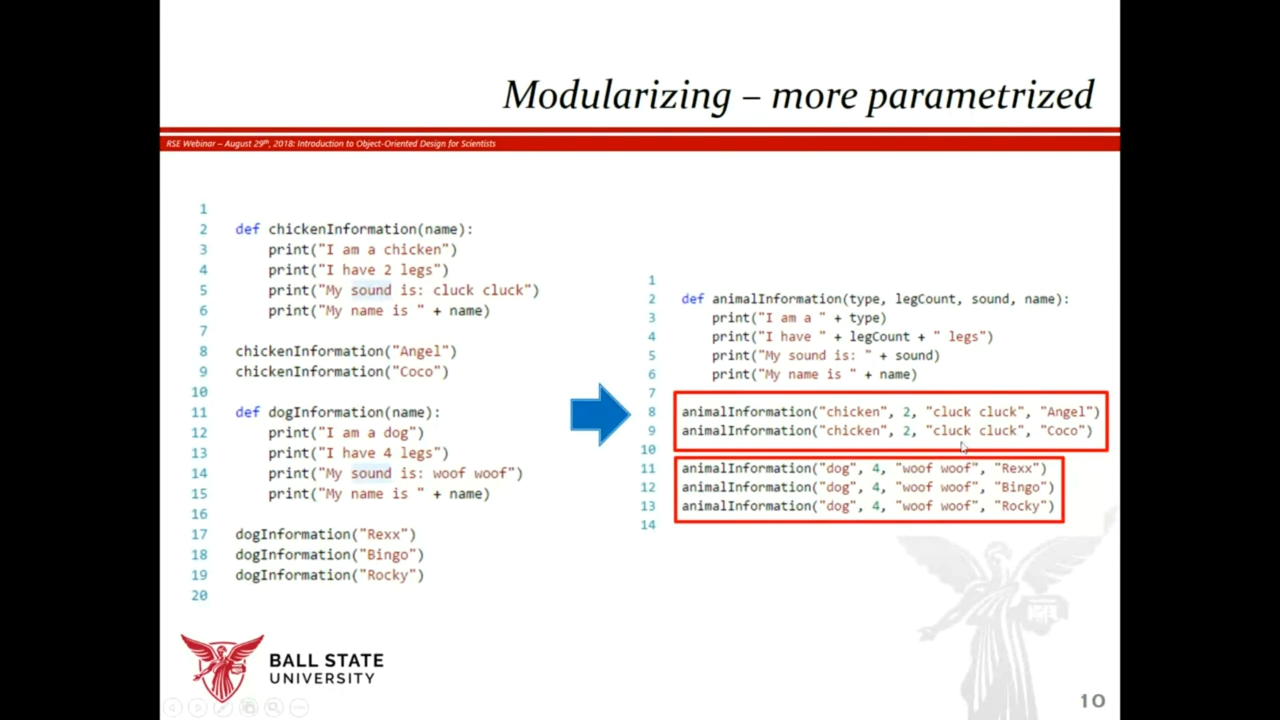 Modularizing – more parametrized
RSE Webinar – August 29th, 2018: Introduction to Object-Oriented Design for Scientists
1
2 def chickenInformation(name):
3 print("I am a chicken")
4 print("I have 2 legs")
5 print("My sound is: cluck cluck")
6 print("My name is " + name)
7
8 chickenInformation("Angel")
9 chickenInformation("Coco")
10
11 def dogInformation(name):
12 print("I am a dog")
13 print("I have 4 legs")
14 print("My sound is: woof woof")
15 print("My name is " + name)
16
17 dogInformation("Rexx")
18 dogInformation("Bingo")
19 dogInformation("Rocky")
20
1
2 def animalInformation(type, legCount, sound, name):
3 print("I am a " + type)
4 print("I have " + legCount + " legs")
5 print("My sound is: " + sound)
6 print("My name is " + name)
7
8 animalInformation("chicken", 2, "cluck cluck", "Angel")
9 animalInformation("chicken", 2, "cluck cluck", "Coco")
10
11 animalInformation("dog", 4, "woof woof", "Rexx")
12 animalInformation("dog", 4, "woof woof", "Bingo")
13 animalInformation("dog", 4, "woof woof", "Rocky")
14
BALL STATE
UNIVERSITY
10